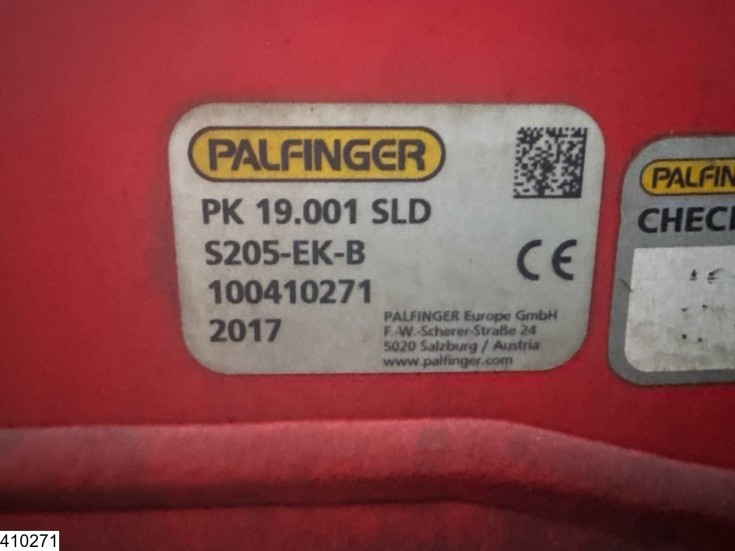 PALFINGER
PK 19.001 SLD
S205-EK-B
100410271
2017
CE
PALFINGER Europe GmbH
F.-W.-Scherer-Straße 24
5020 Salzburg / Austria
www.palfinger.com
PALFIN
CHEC
410271